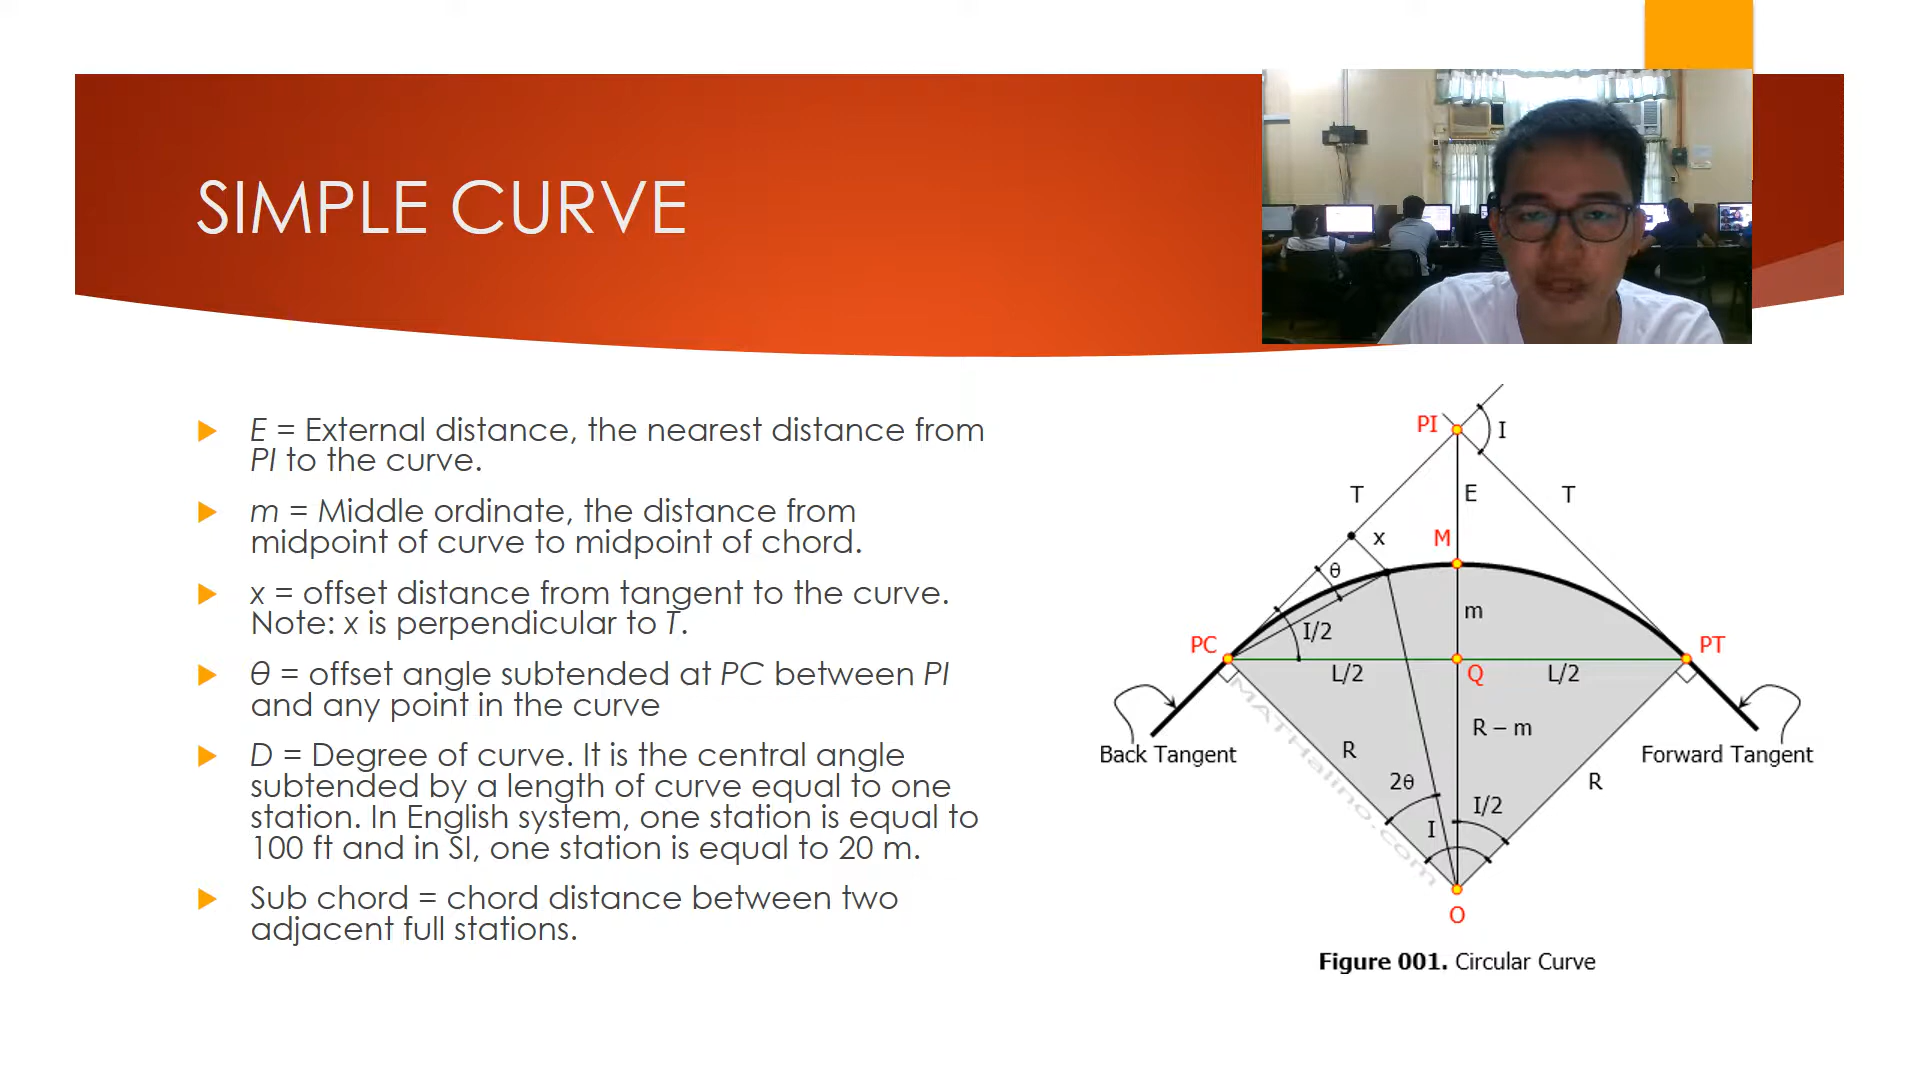 SIMPLE CURVE
E = External distance, the nearest distance from
PI to the curve.
m = Middle ordinate, the distance from
midpoint of curve to midpoint of chord.
x = offset distance from tangent to the curve.
Note: x is perpendicular to T.
θ = offset angle subtended at PC between PI
and any point in the curve
D = Degree of curve. It is the central angle
subtended by a length of curve equal to one
station. In English system, one station is equal to
100 ft and in SI, one station is equal to 20 m.
Sub chord = chord distance between two
adjacent full stations.
PI
I
T
E
T
x
M
θ
m
I/2
PC
PT
L/2
Q
L/2
R – m
Back Tangent
R
Forward Tangent
2θ
R
I/2
I
MATHalino.com
O
Figure 001. Circular Curve